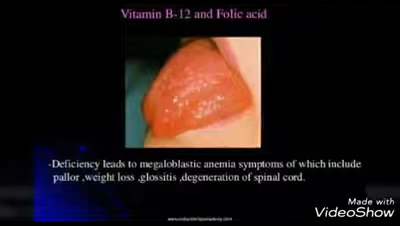 Vitamin B-12 and Folic acid
-Deficiency leads to megaloblastic anemia symptoms of which include
pallor ,weight loss ,glossitis ,degeneration of spinal cord.
Made with
VideoShow